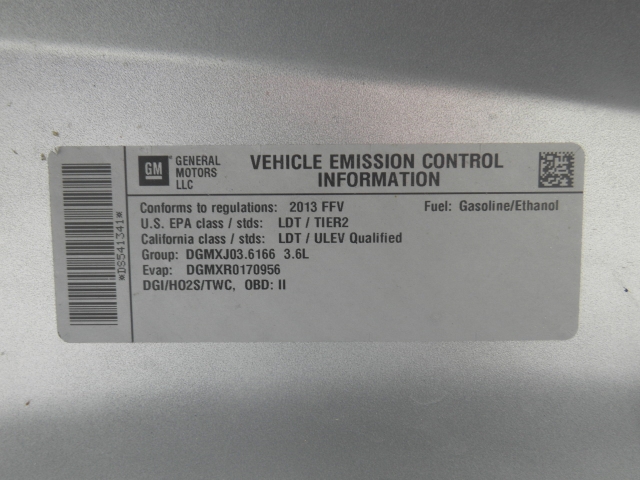 GM
GENERAL
MOTORS
LLC
VEHICLE EMISSION CONTROL
INFORMATION
Conforms to regulations: 2013 FFV
Fuel: Gasoline/Ethanol
U.S. EPA class / stds: LDT / TIER2
California class / stds: LDT / ULEV Qualified
Group: DGMXJ03.6166 3.6L
Evap: DGMXR0170956
DGI/HO2S/TWC, OBD: II
*DS541341*